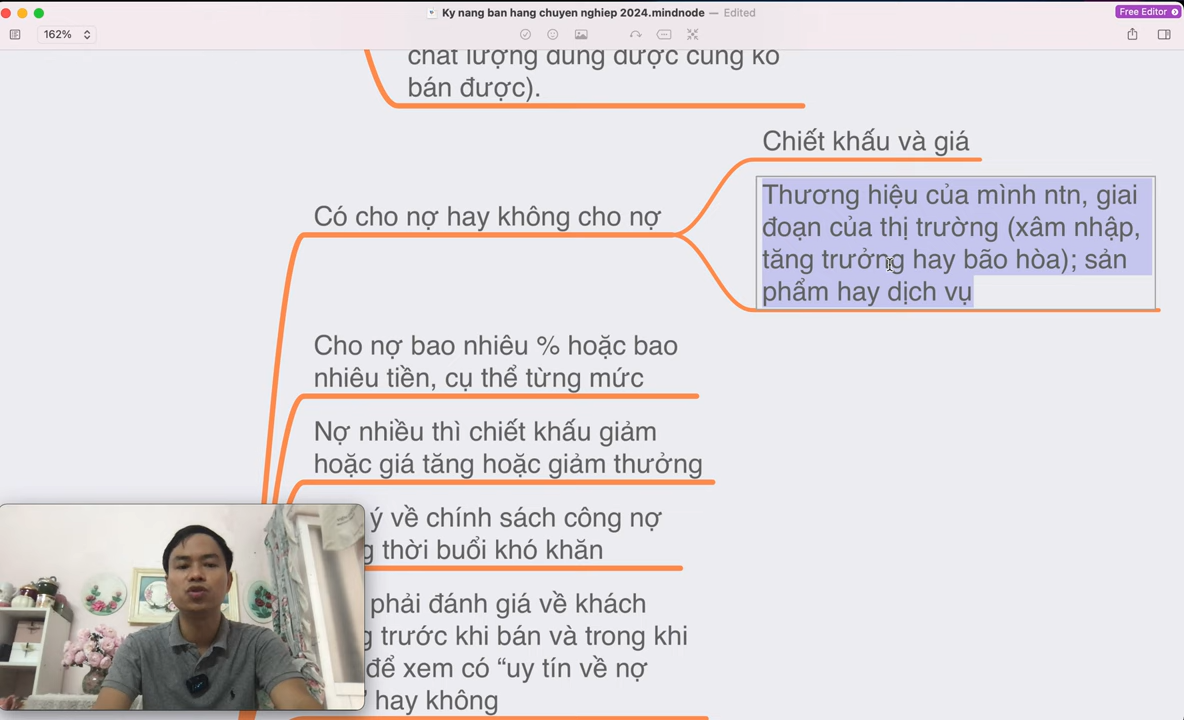 Ky nang ban hang chuyen nghiep 2024.mindnode — Edited
Free Editor
162%
chất lượng dùng được cũng ko
bán được).
Chiết khấu và giá
Có cho nợ hay không cho nợ
Thương hiệu của mình ntn, giai
đoạn của thị trường (xâm nhập,
tăng trưởng hay bão hòa); sản
phẩm hay dịch vụ
Cho nợ bao nhiêu % hoặc bao
nhiêu tiền, cụ thể từng mức
Nợ nhiều thì chiết khấu giảm
hoặc giá tăng hoặc giảm thưởng
ý về chính sách công nợ
g thời buổi khó khăn
phải đánh giá về khách
g trước khi bán và trong khi
để xem có “uy tín về nợ
” hay không